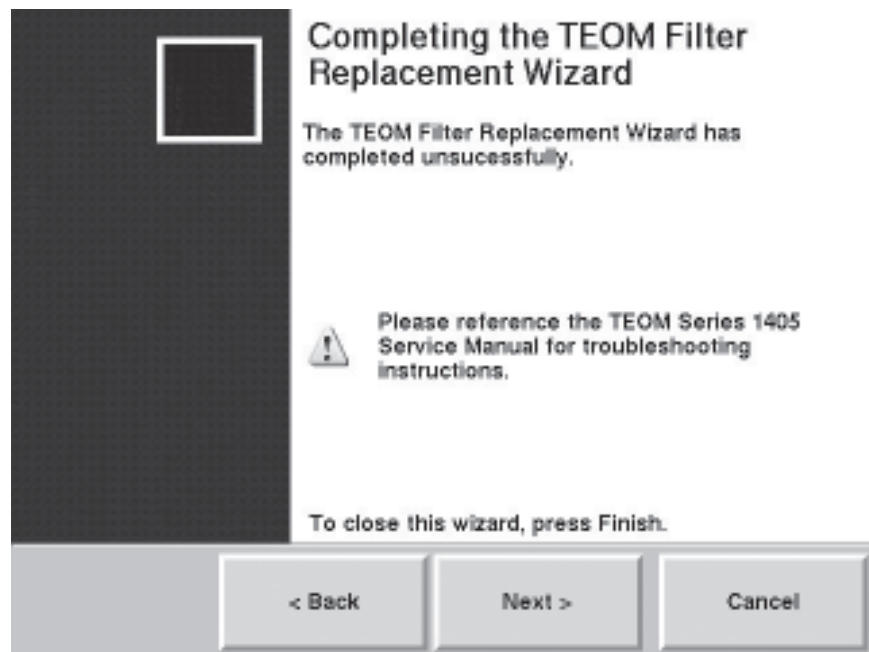 Completing the TEOM Filter
Replacement Wizard
The TEOM Filter Replacement Wizard has
completed unsucessfully.
Please reference the TEOM Series 1405
Service Manual for troubleshooting
instructions.
To close this wizard, press Finish.
< Back
Next >
Cancel